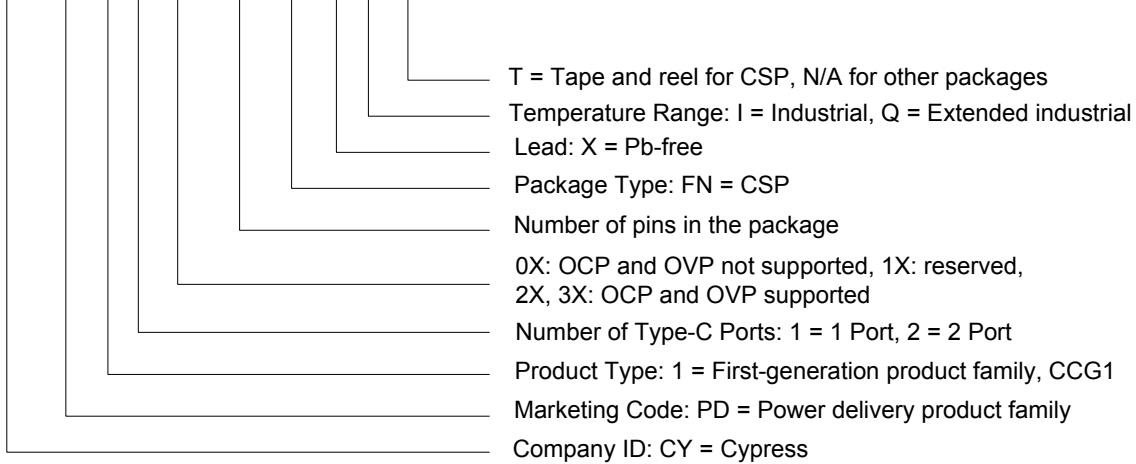 T = Tape and reel for CSP, N/A for other packages
Temperature Range: I = Industrial, Q = Extended industrial
Lead: X = Pb-free
Package Type: FN = CSP
Number of pins in the package
0X: OCP and OVP not supported, 1X: reserved,
2X, 3X: OCP and OVP supported
Number of Type-C Ports: 1 = 1 Port, 2 = 2 Port
Product Type: 1 = First-generation product family, CCG1
Marketing Code: PD = Power delivery product family
Company ID: CY = Cypress